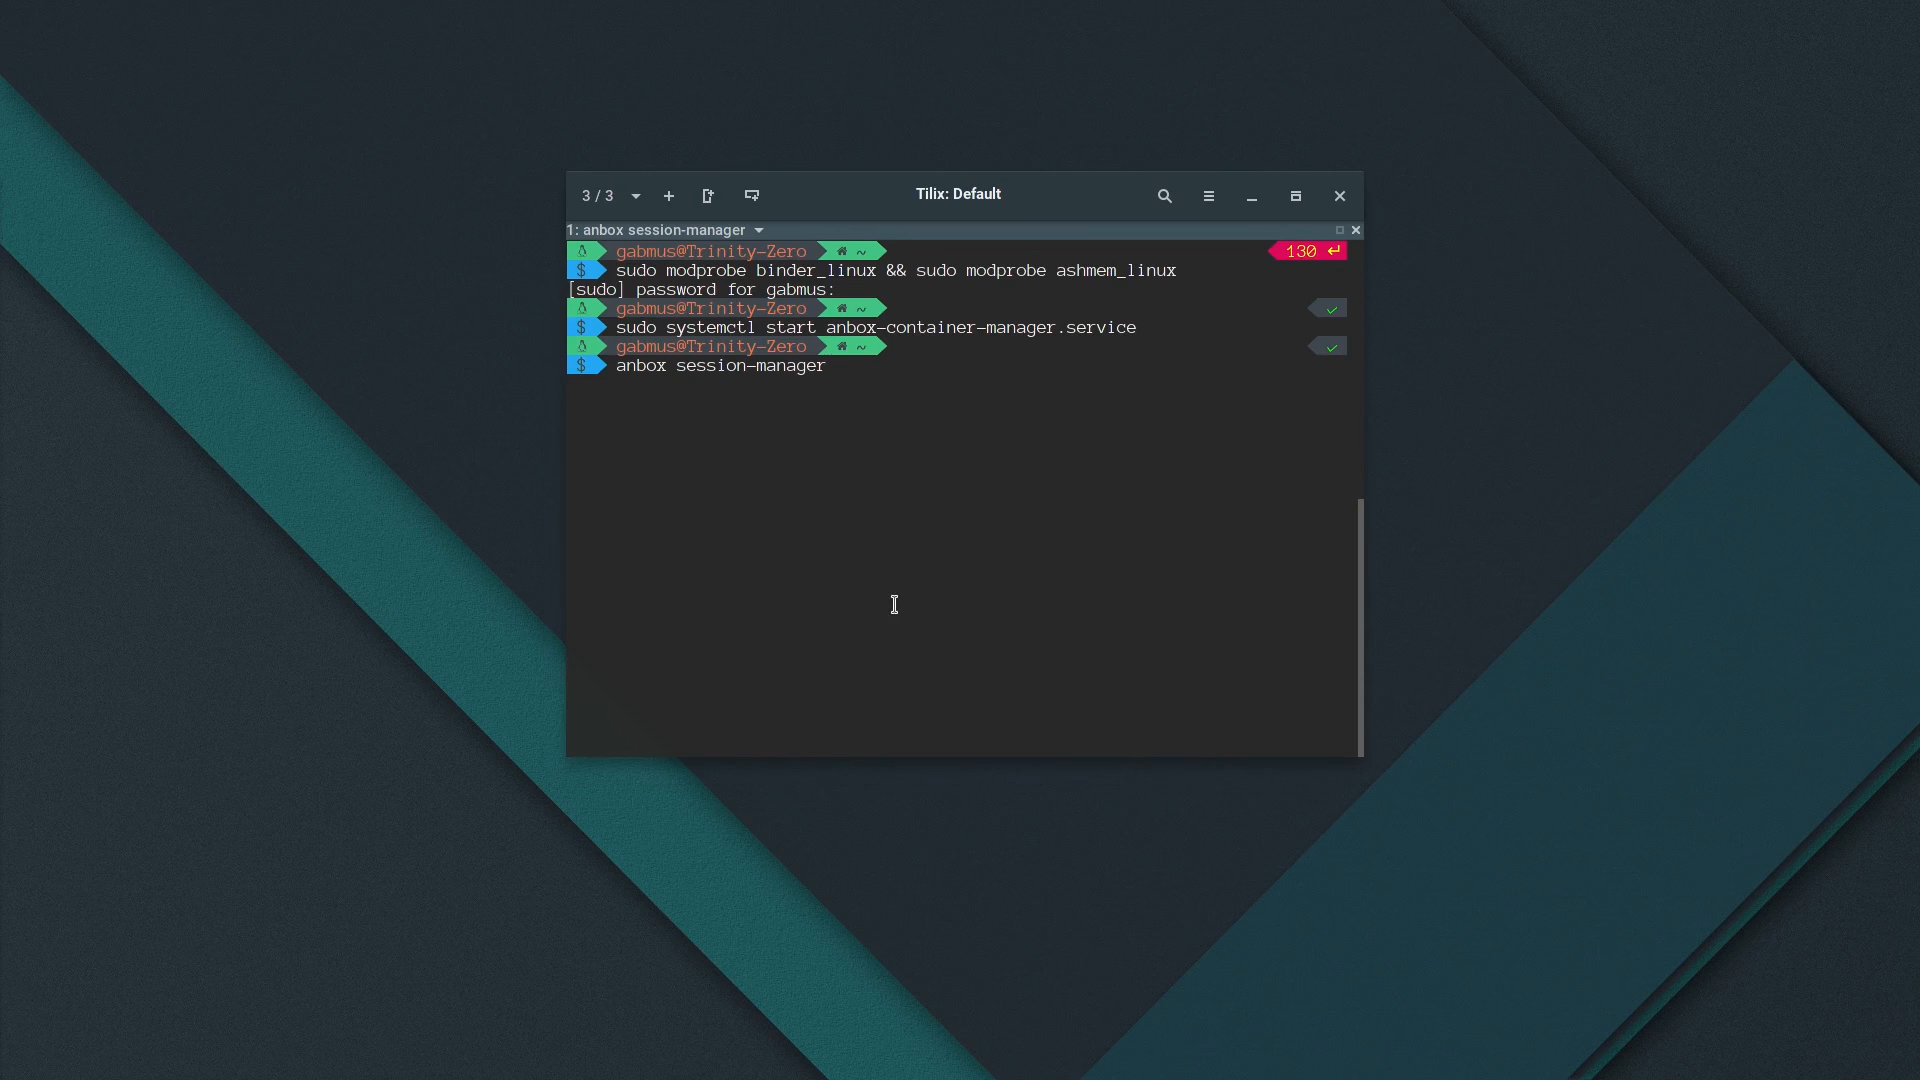 3 / 3 Tilix: Default
1: anbox session-manager
gabmus@Trinity-Zero ~ 130 ↵
$ sudo modprobe binder_linux && sudo modprobe ashmem_linux
[sudo] password for gabmus:
gabmus@Trinity-Zero ~ ✓
$ sudo systemctl start anbox-container-manager.service
gabmus@Trinity-Zero ~ ✓
$ anbox session-manager